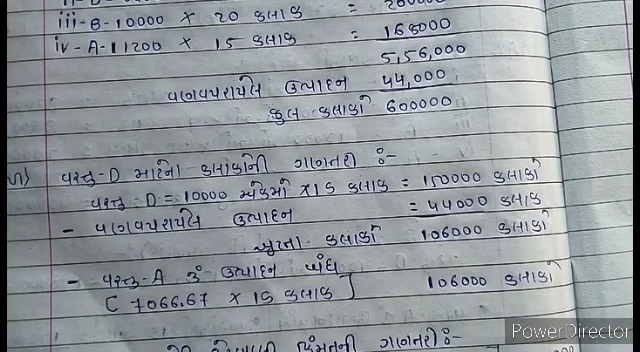 iii - B - 10000 × 20 કલાક =
iv - A - 11200 × 15 કલાક = 168000
5,56,000
વણવપરાયેલ ઉત્પાદન 44,000
કુલ કલાકો 600000
વસ્તુ-D માટેના કલાકોની ગણતરી :-
વસ્તુ-D = 10000 × 15 કલાક = 150000 કલાકો
- વણવપરાયેલ ઉત્પાદન = 44000 કલાક
ખૂટતા કલાકો 106000 કલાકો
- વસ્તુ-A નું ઉત્પાદન બંધ
[ 7066.67 × 15 કલાક ] 106000 કલાકો
કિંમતની ગણતરી :-
PowerDirector